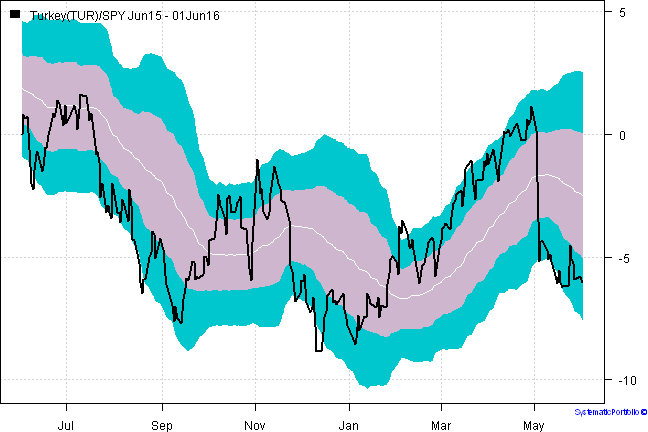 Turkey(TUR)/SPY Jun15 - 01Jun16
5
0
-5
-10
Jul Sep Nov Jan Mar May
SystematicPortfolio ©